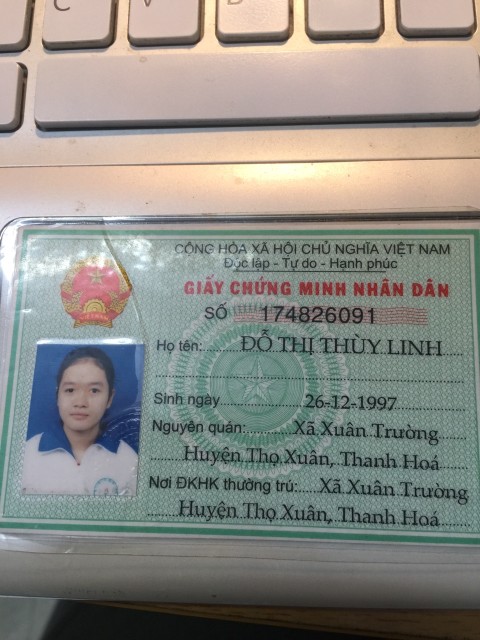 C V
CỘNG HÒA XÃ HỘI CHỦ NGHĨA VIỆT NAM
Độc lập - Tự do - Hạnh phúc
GIẤY CHỨNG MINH NHÂN DÂN
SỐ 174826091
Họ tên: ĐỖ THỊ THÙY LINH
Sinh ngày 26-12-1997
Nguyên quán: Xã Xuân Trường
Huyện Thọ Xuân, Thanh Hoá
Nơi ĐKHK thường trú: Xã Xuân Trường
Huyện Thọ Xuân, Thanh Hoá